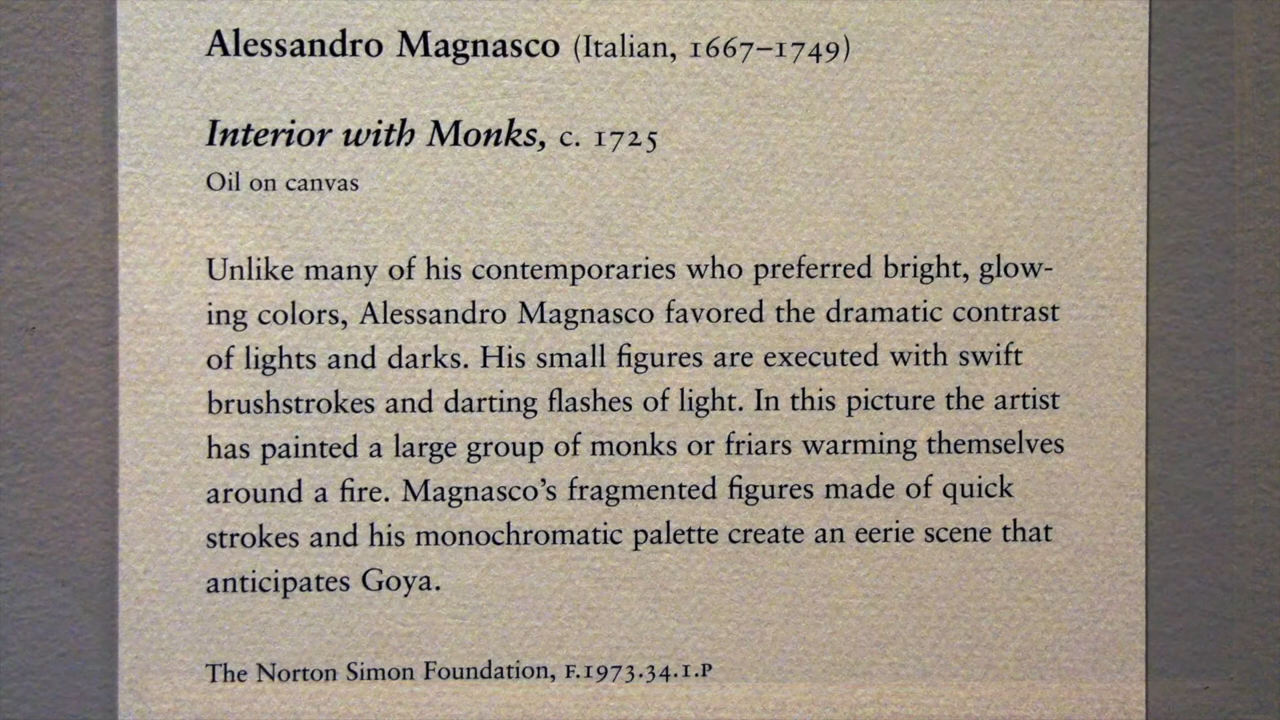 Alessandro Magnasco (Italian, 1667–1749)
Interior with Monks, c. 1725
Oil on canvas
Unlike many of his contemporaries who preferred bright, glow-
ing colors, Alessandro Magnasco favored the dramatic contrast
of lights and darks. His small figures are executed with swift
brushstrokes and darting flashes of light. In this picture the artist
has painted a large group of monks or friars warming themselves
around a fire. Magnasco’s fragmented figures made of quick
strokes and his monochromatic palette create an eerie scene that
anticipates Goya.
The Norton Simon Foundation, F.1973.34.1.P